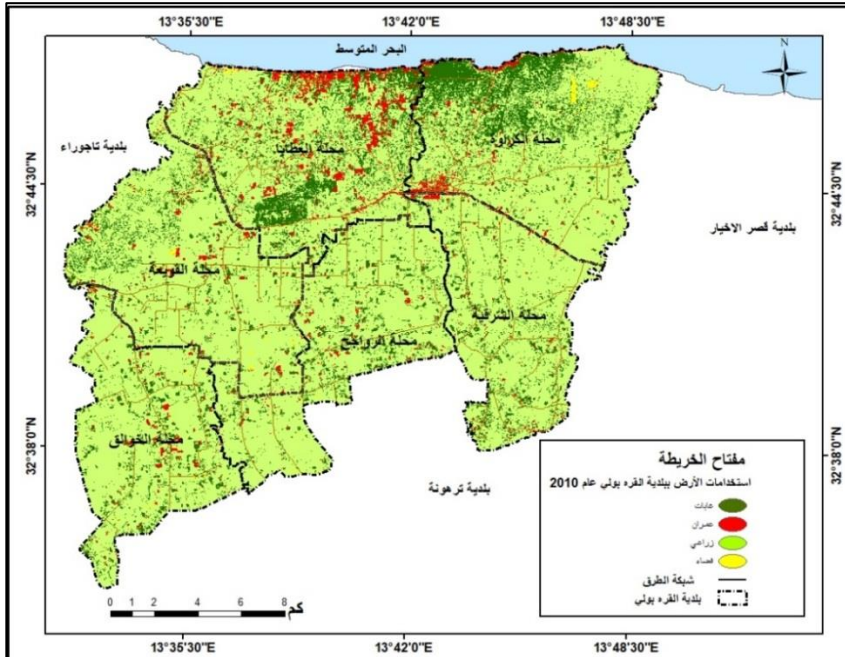 13°35'30"E 13°42'0"E 13°48'30"E
البحر المتوسط
N
محلة العطايا
محلة الكراوة
بلدية تاجوراء
32°44'30"N
32°44'30"N
بلدية قصر الاخيار
محلة القويعة
محلة الشرقية
محلة الرواجح
محلة الخوالق
32°38'0"N
32°38'0"N
بلدية ترهونة
مفتاح الخريطة
استخدامات الأرض ببلدية القره بولي عام 2010
غابات
عمران
زراعي
فضاء
شبكة الطرق
بلدية القره بولي
0 1 2 4 6 8 كم
13°35'30"E 13°42'0"E 13°48'30"E